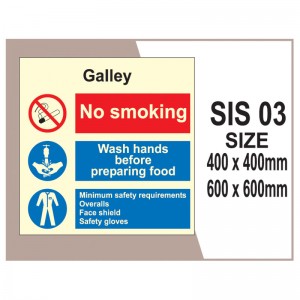 Galley
No smoking
Wash hands
before
preparing food
Minimum safety requirements
Overalls
Face shield
Safety gloves
SIS 03
SIZE
400 x 400mm
600 x 600mm